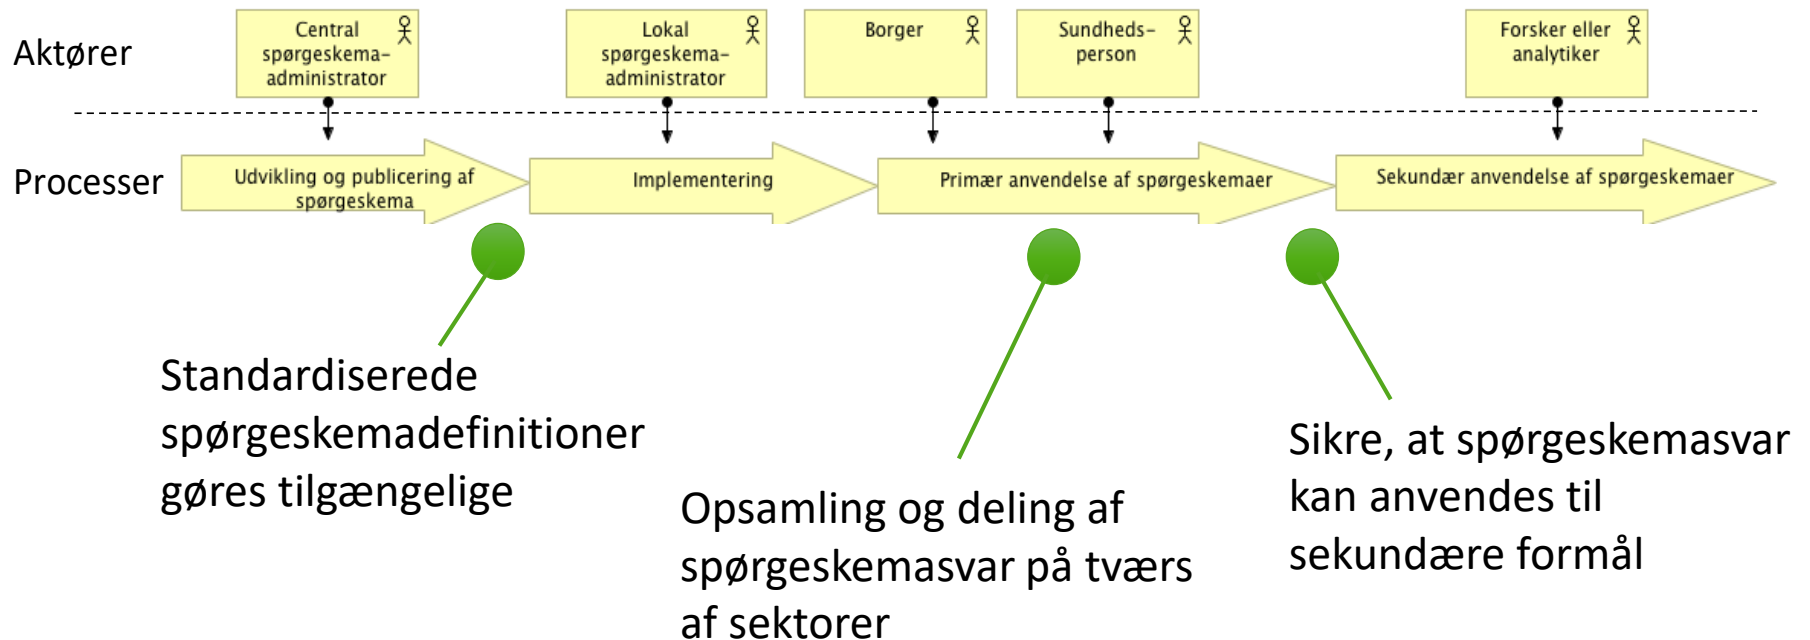 Aktører
Central
spørgeskema-
administrator
Lokal
spørgeskema-
administrator
Borger
Sundheds-
person
Forsker eller
analytiker
Processer
Udvikling og publicering af
spørgeskema
Implementering
Primær anvendelse af spørgeskemaer
Sekundær anvendelse af spørgeskemaer
Standardiserede
spørgeskemadefinitioner
gøres tilgængelige
Opsamling og deling af
spørgeskemasvar på tværs
af sektorer
Sikre, at spørgeskemasvar
kan anvendes til
sekundære formål